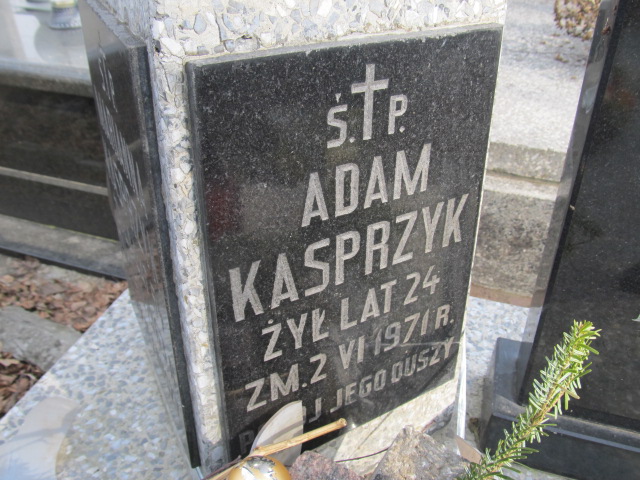 Ś.P.
ADAM
KASPRZYK
ŻYŁ LAT 24
ZM. 2 VI 1971 R.
JEGO DUSZY